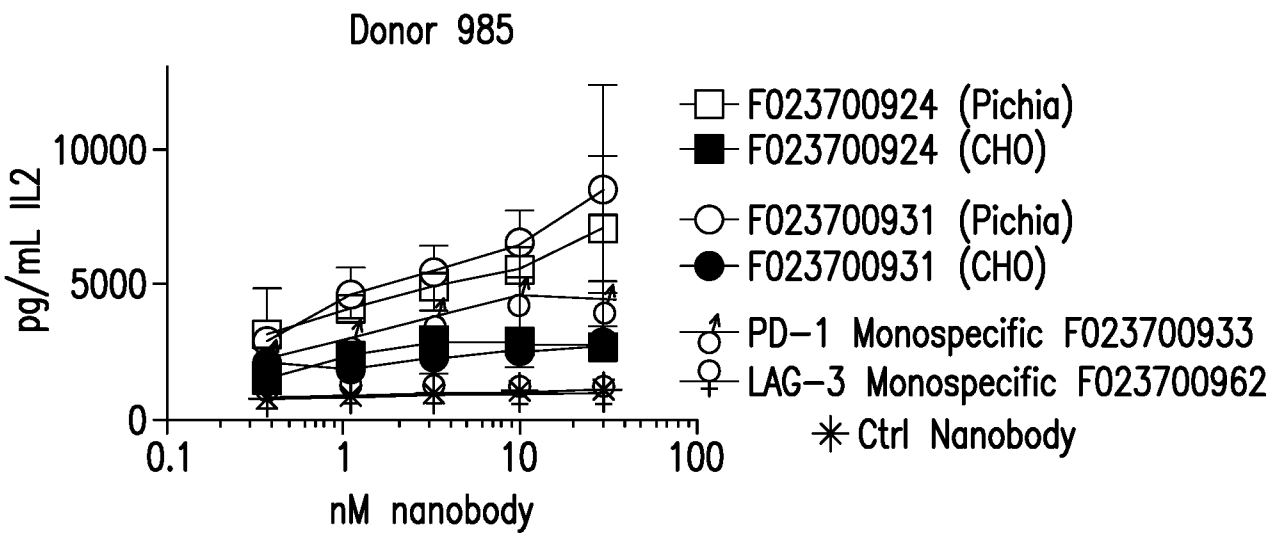 Donor 985
pg/mL IL2
10000
5000
0
0.1 1 10 100
nM nanobody
F023700924 (Pichia)
F023700924 (CHO)
F023700931 (Pichia)
F023700931 (CHO)
PD-1 Monospecific F023700933
LAG-3 Monospecific F023700962
Ctrl Nanobody